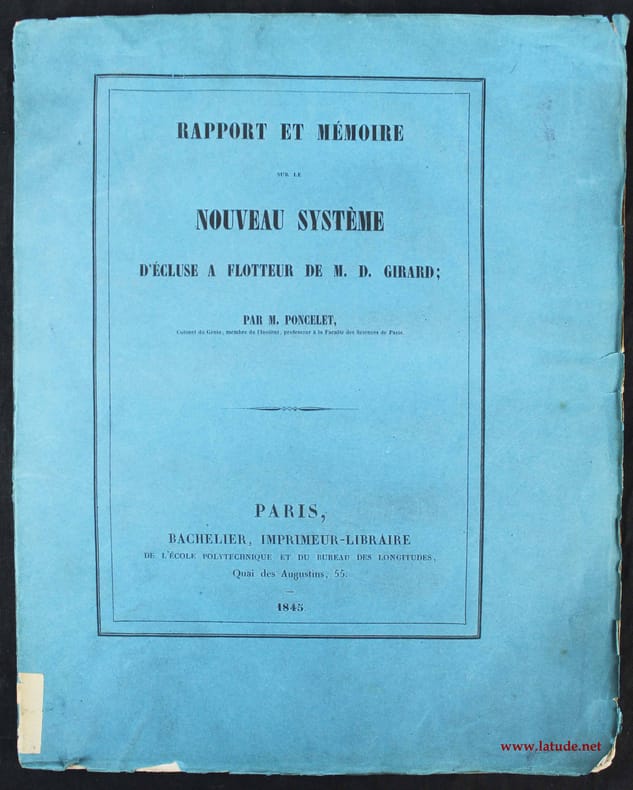 RAPPORT ET MÉMOIRE
SUR LE
NOUVEAU SYSTÈME
D'ÉCLUSE A FLOTTEUR DE M. D. GIRARD;
PAR M. PONCELET,
Colonel du Génie, membre de l'Institut, professeur à la Faculté des Sciences de Paris.
PARIS,
BACHELIER, IMPRIMEUR-LIBRAIRE
DE L'ÉCOLE POLYTECHNIQUE ET DU BUREAU DES LONGITUDES,
Quai des Augustins, 55.
1845
www.latude.net